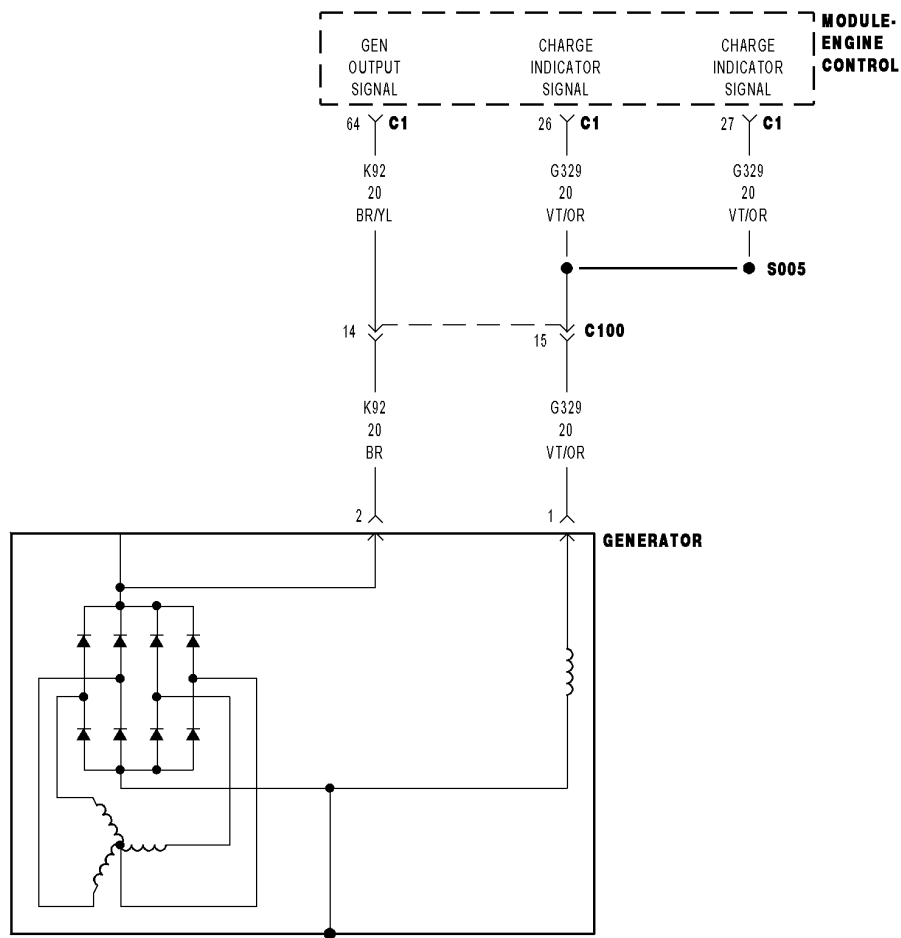 MODULE-
ENGINE
CONTROL
GEN
OUTPUT
SIGNAL
CHARGE
INDICATOR
SIGNAL
CHARGE
INDICATOR
SIGNAL
64 C1
26 C1
27 C1
K92
20
BR/YL
G329
20
VT/OR
G329
20
VT/OR
S005
14
15
C100
K92
20
BR
G329
20
VT/OR
2
1
GENERATOR